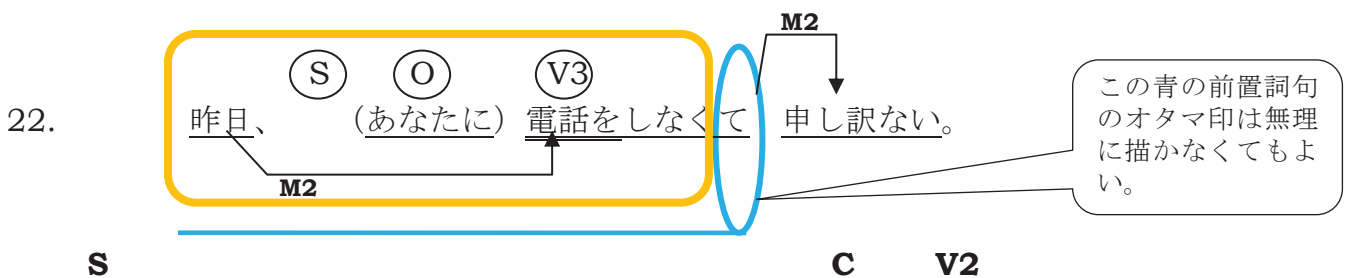 M2
S O V3
22. 昨日、 (あなたに) 電話をしなくて 申し訳ない。
M2
この青の前置詞句
のオタマ印は無理
に描かなくてもよ
い。
S C V2